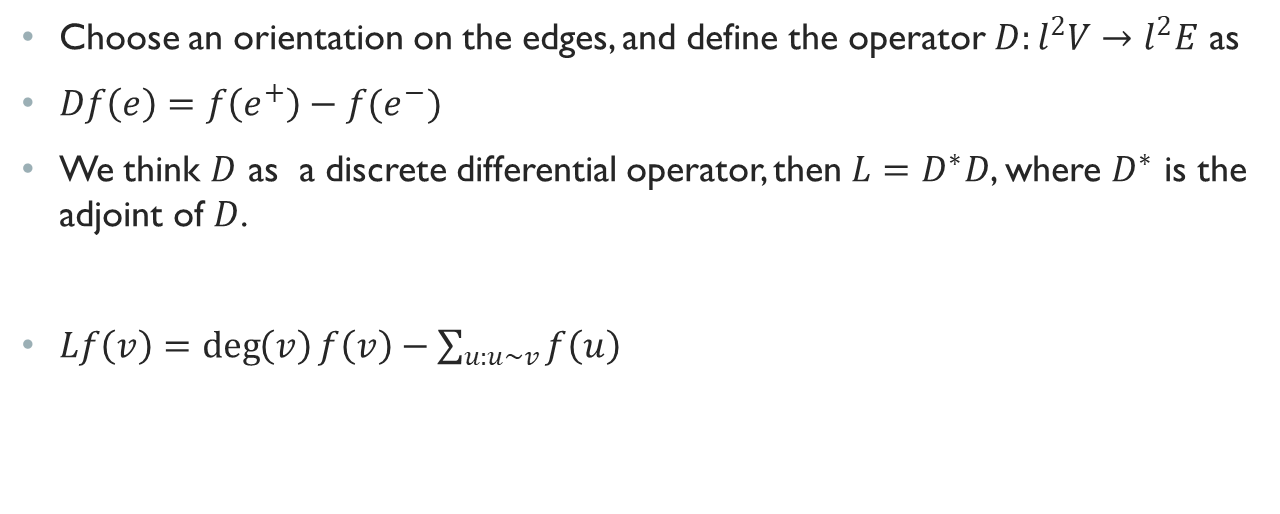 • Choose an orientation on the edges, and define the operator D: l²V → l²E as
• Df(e) = f(e⁺) − f(e⁻)
• We think D as a discrete differential operator, then L = D*D, where D* is the
adjoint of D.
• Lf(v) = deg(v) f(v) − ∑_{u:u~v} f(u)